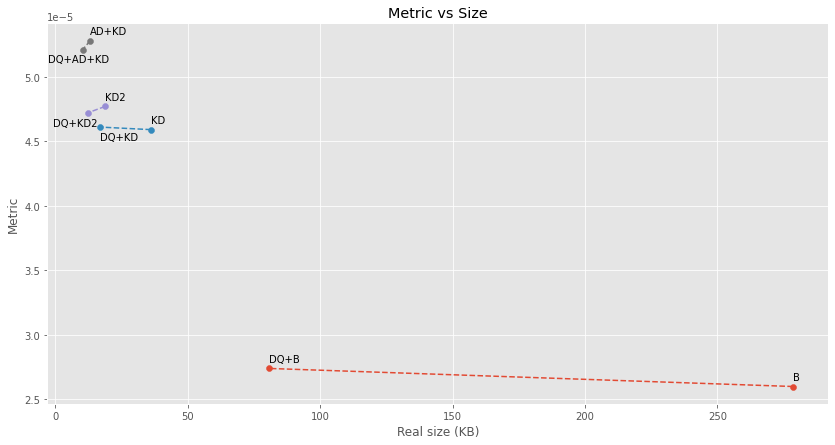 Metric vs Size
1e−5
AD+KD
DQ+AD+KD
5.0
KD2
DQ+KD2
KD
DQ+KD
4.5
Metric
4.0
3.5
3.0
DQ+B
B
2.5
0 50 100 150 200 250
Real size (KB)